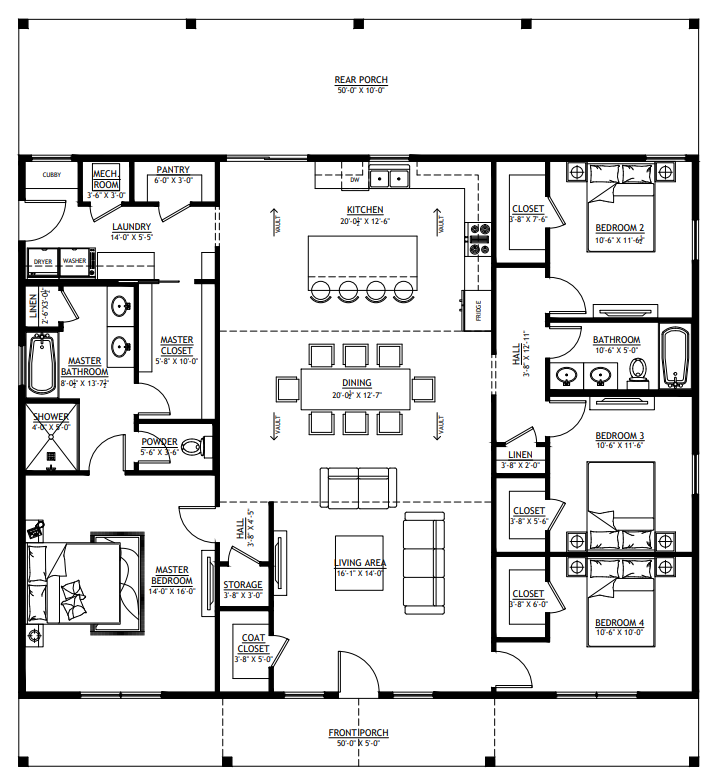 REAR PORCH
50'-0" X 10'-0"
CUBBY
MECH.
ROOM
3'-6" X 3'-0"
PANTRY
6'-0" X 3'-0"
DW
LAUNDRY
14'-0" X 5'-5"
VAULT
KITCHEN
20'-0½" X 12'-6"
VAULT
CLOSET
3'-8" X 7'-6"
BEDROOM 2
10'-6" X 11'-6½"
DRYER
WASHER
LINEN
2'-6"X3'-0½"
FRIDGE
MASTER
CLOSET
5'-8" X 10'-0"
HALL
3'-8" X 12'-11"
BATHROOM
10'-6" X 5'-0"
MASTER
BATHROOM
8'-0½" X 13'-7½"
DINING
20'-0½" X 12'-7"
SHOWER
4'-0" X 5'-0"
POWDER
5'-6" X 3'-6"
VAULT
VAULT
BEDROOM 3
10'-6" X 11'-6"
LINEN
3'-8" X 2'-0"
HALL
3'-8" X 4'-5"
CLOSET
3'-8" X 5'-6"
MASTER
BEDROOM
14'-0" X 16'-0"
LIVING AREA
16'-1" X 14'-0"
STORAGE
3'-8" X 3'-0"
CLOSET
3'-8" X 6'-0"
BEDROOM 4
10'-6" X 10'-0"
COAT
CLOSET
3'-8" X 5'-0"
FRONT PORCH
50'-0" X 5'-0"